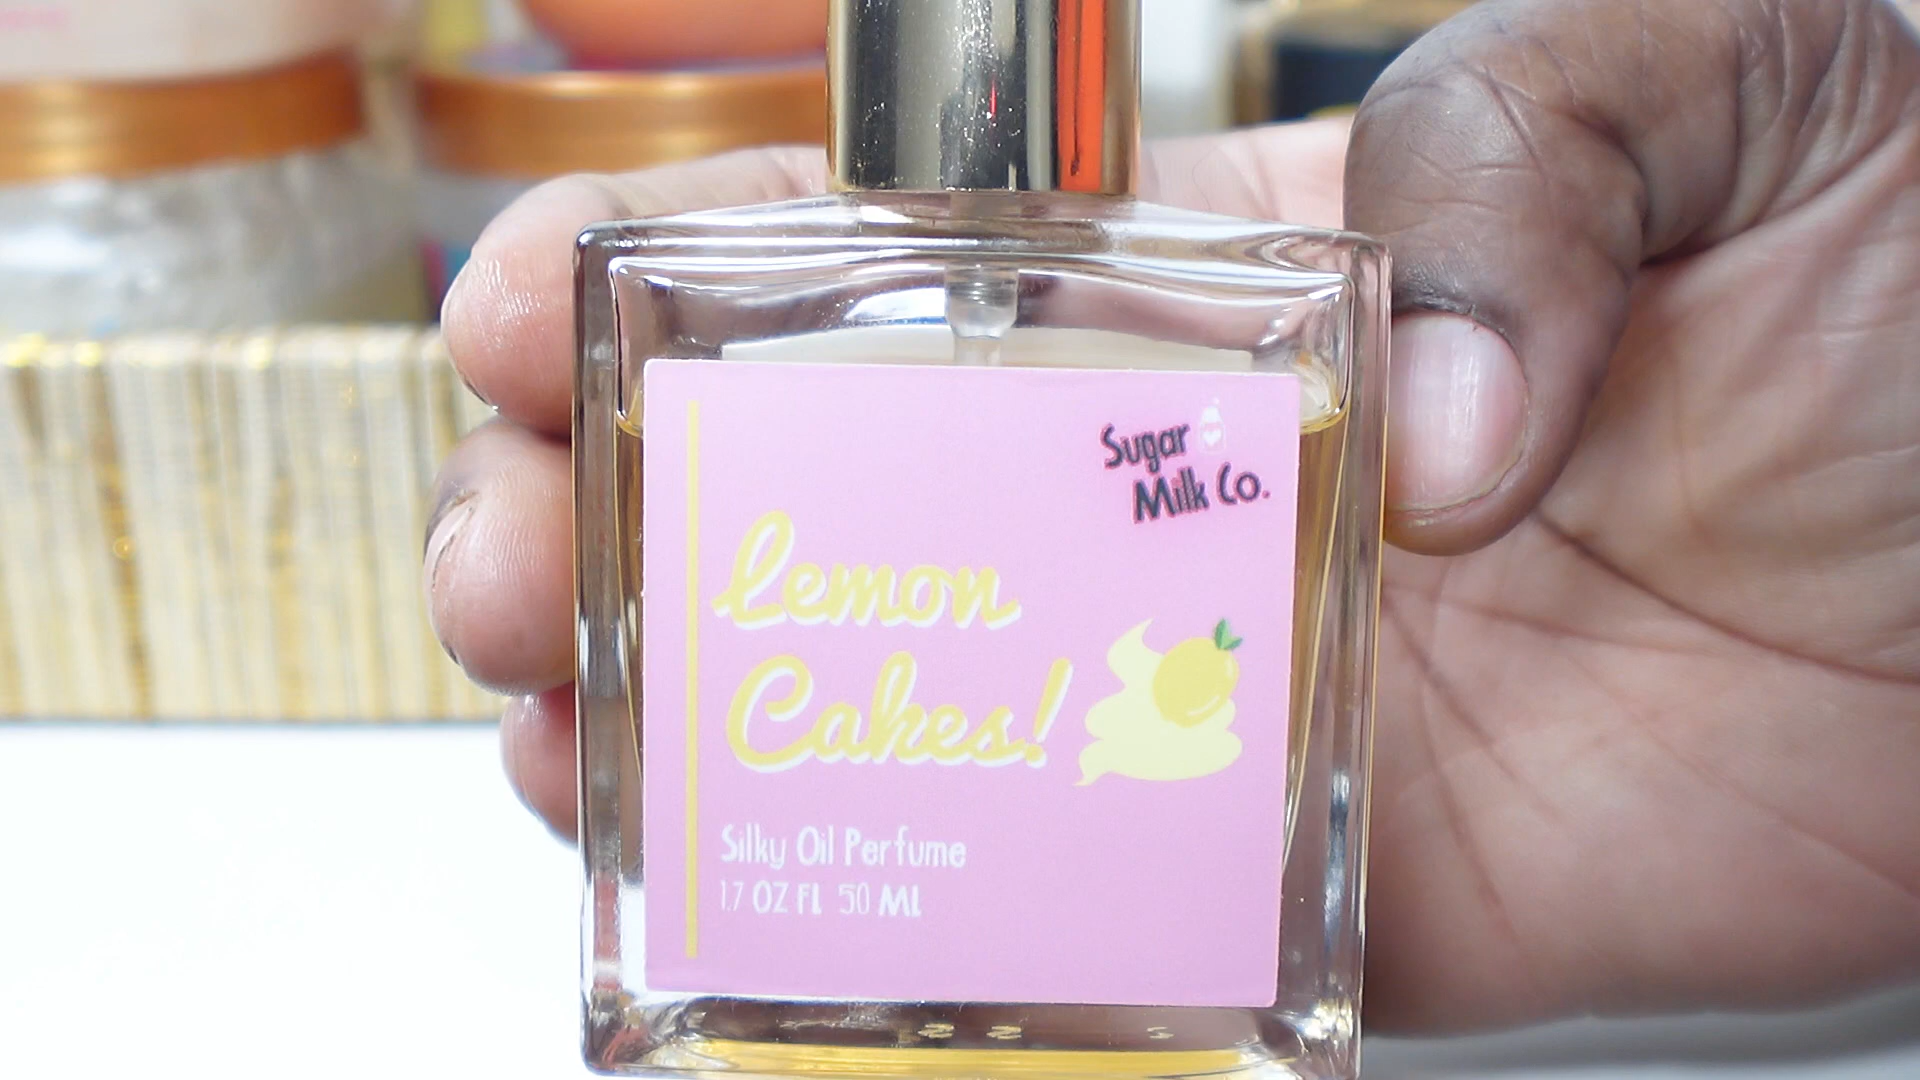 Sugar
Milk Co.
Lemon
Cakes!
Silky Oil Perfume
1.7 OZ FL 50 ML